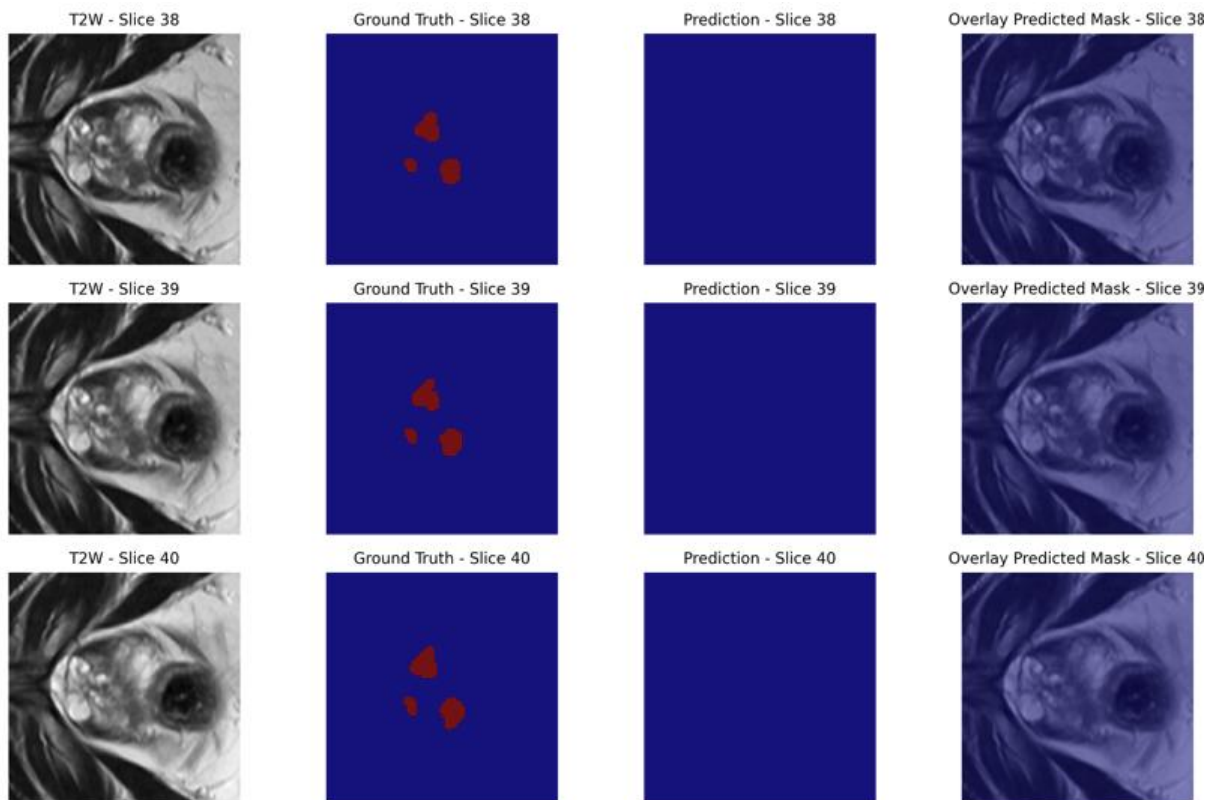 T2W - Slice 38
Ground Truth - Slice 38
Prediction - Slice 38
Overlay Predicted Mask - Slice 38
T2W - Slice 39
Ground Truth - Slice 39
Prediction - Slice 39
Overlay Predicted Mask - Slice 39
T2W - Slice 40
Ground Truth - Slice 40
Prediction - Slice 40
Overlay Predicted Mask - Slice 40